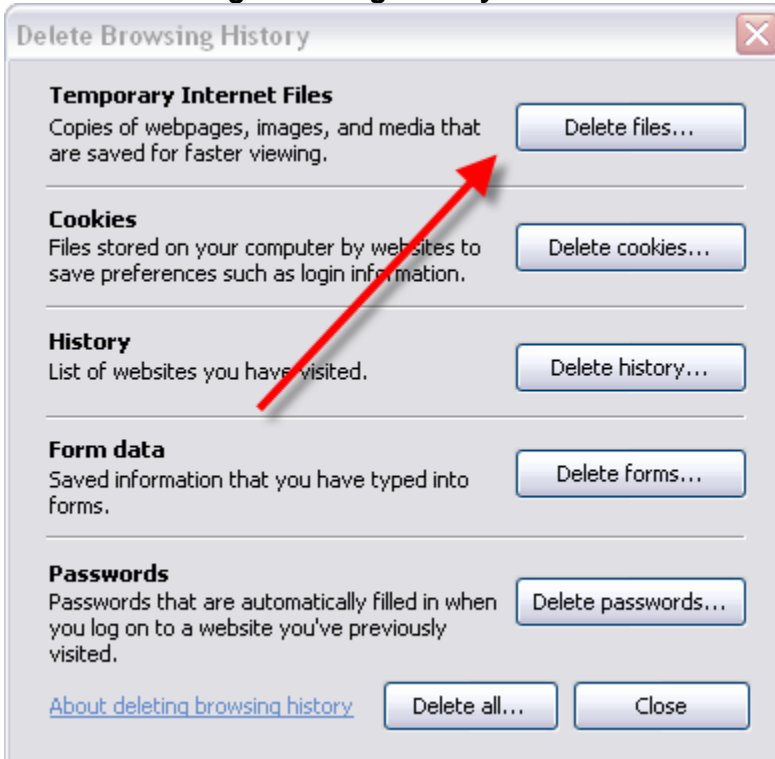 Delete Browsing History
Temporary Internet Files
Copies of webpages, images, and media that
are saved for faster viewing.
Delete files...
Cookies
Files stored on your computer by websites to
save preferences such as login information.
Delete cookies...
History
List of websites you have visited.
Delete history...
Form data
Saved information that you have typed into
forms.
Delete forms...
Passwords
Passwords that are automatically filled in when
you log on to a website you've previously
visited.
Delete passwords...
About deleting browsing history
Delete all...
Close